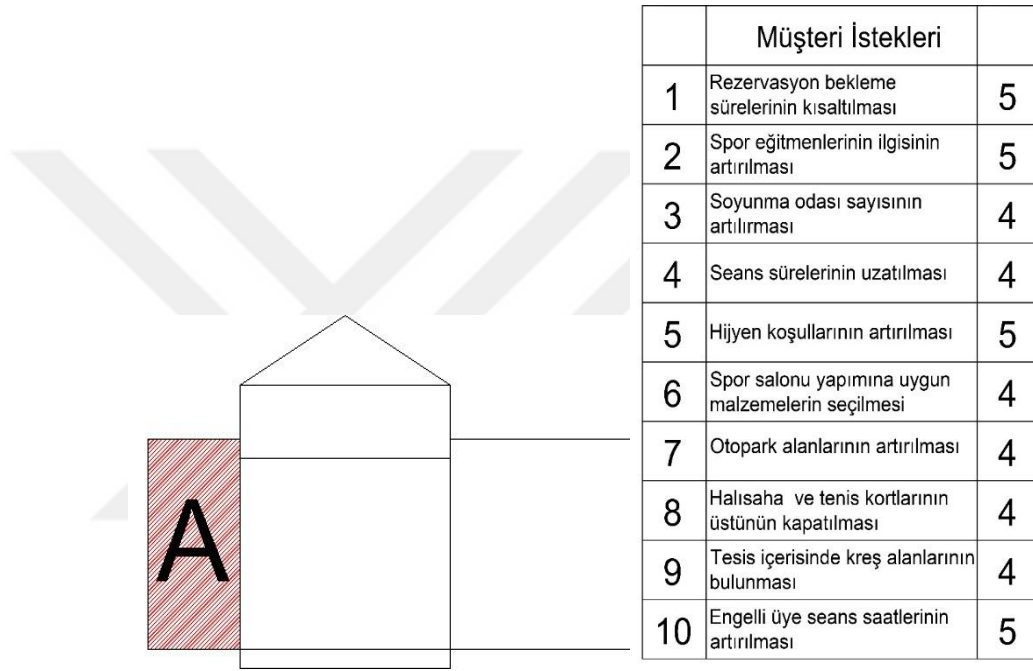 Müşteri İstekleri
1 Rezervasyon bekleme
sürelerinin kısaltılması 5
2 Spor eğitmenlerinin ilgisinin
artırılması 5
3 Soyunma odası sayısının
artılırması 4
4 Seans sürelerinin uzatılması 4
5 Hijyen koşullarının artırılması 5
6 Spor salonu yapımına uygun
malzemelerin seçilmesi 4
7 Otopark alanlarının artırılması 4
8 Halısaha ve tenis kortlarının
üstünün kapatılması 4
9 Tesis içerisinde kreş alanlarının
bulunması 4
10 Engelli üye seans saatlerinin
artırılması 5
A